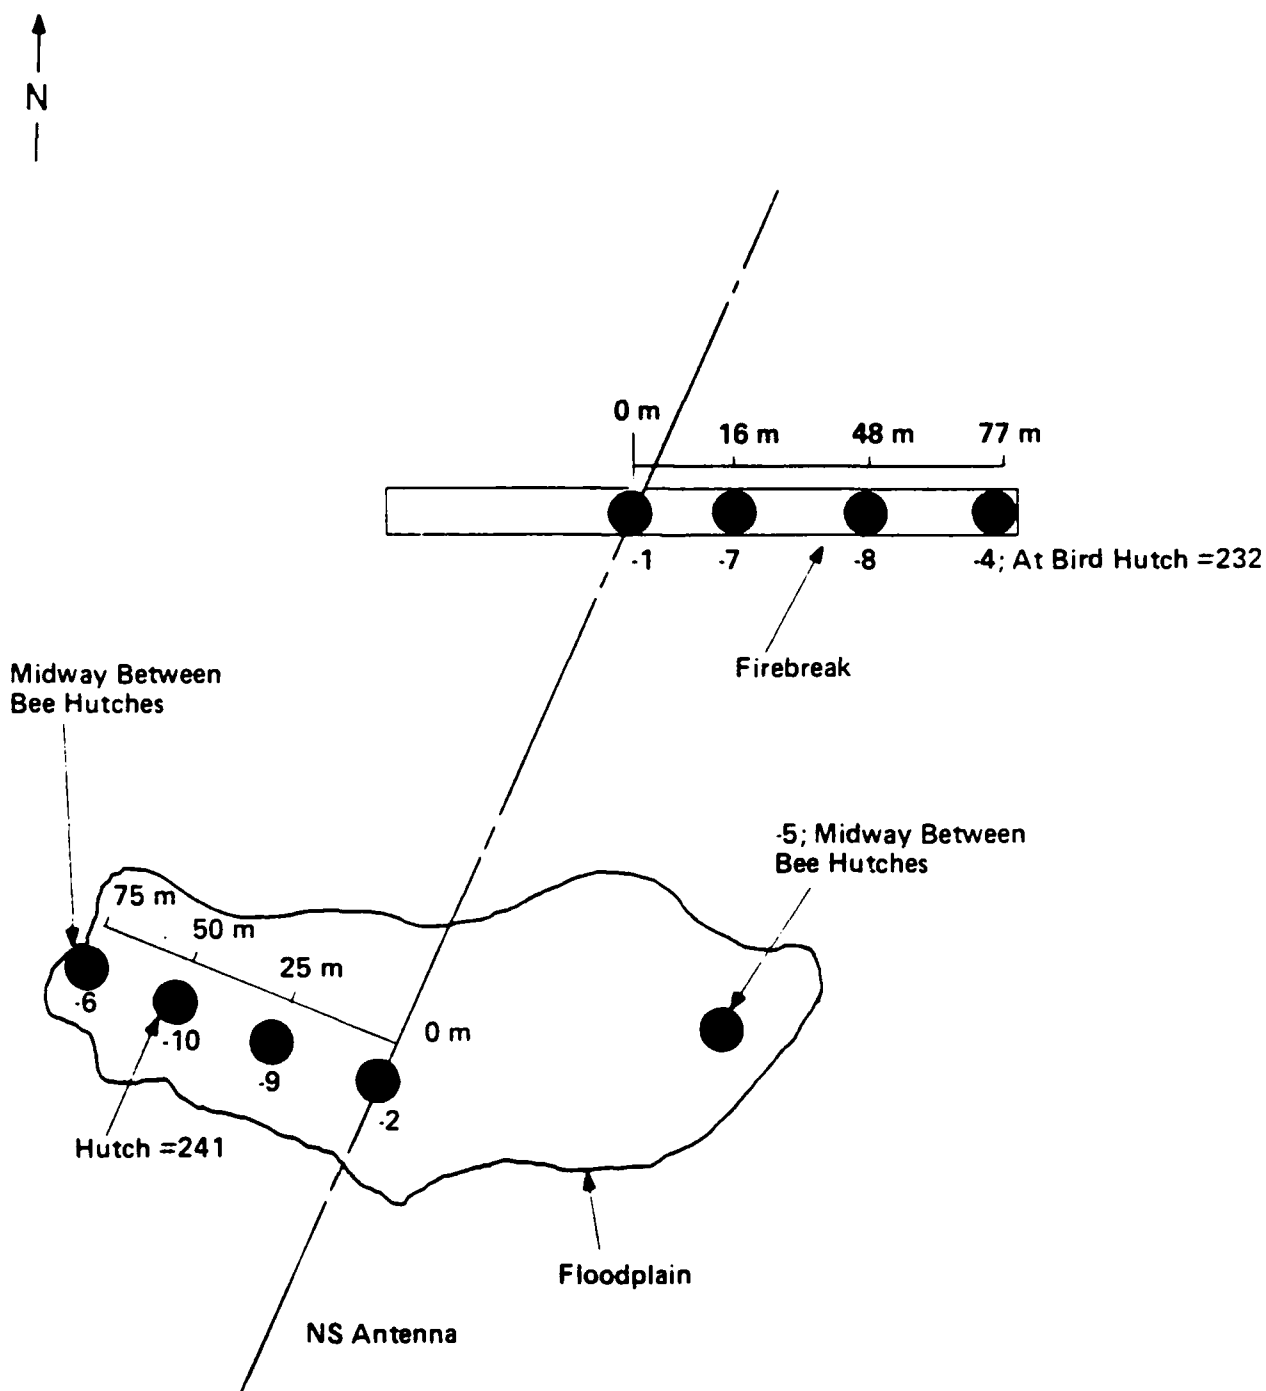 N
0 m
16 m
48 m
77 m
-1
-7
-8
-4; At Bird Hutch =232
Firebreak
Midway Between
Bee Hutches
-5; Midway Between
Bee Hutches
75 m
50 m
25 m
0 m
-6
-10
-9
-2
Hutch =241
Floodplain
NS Antenna